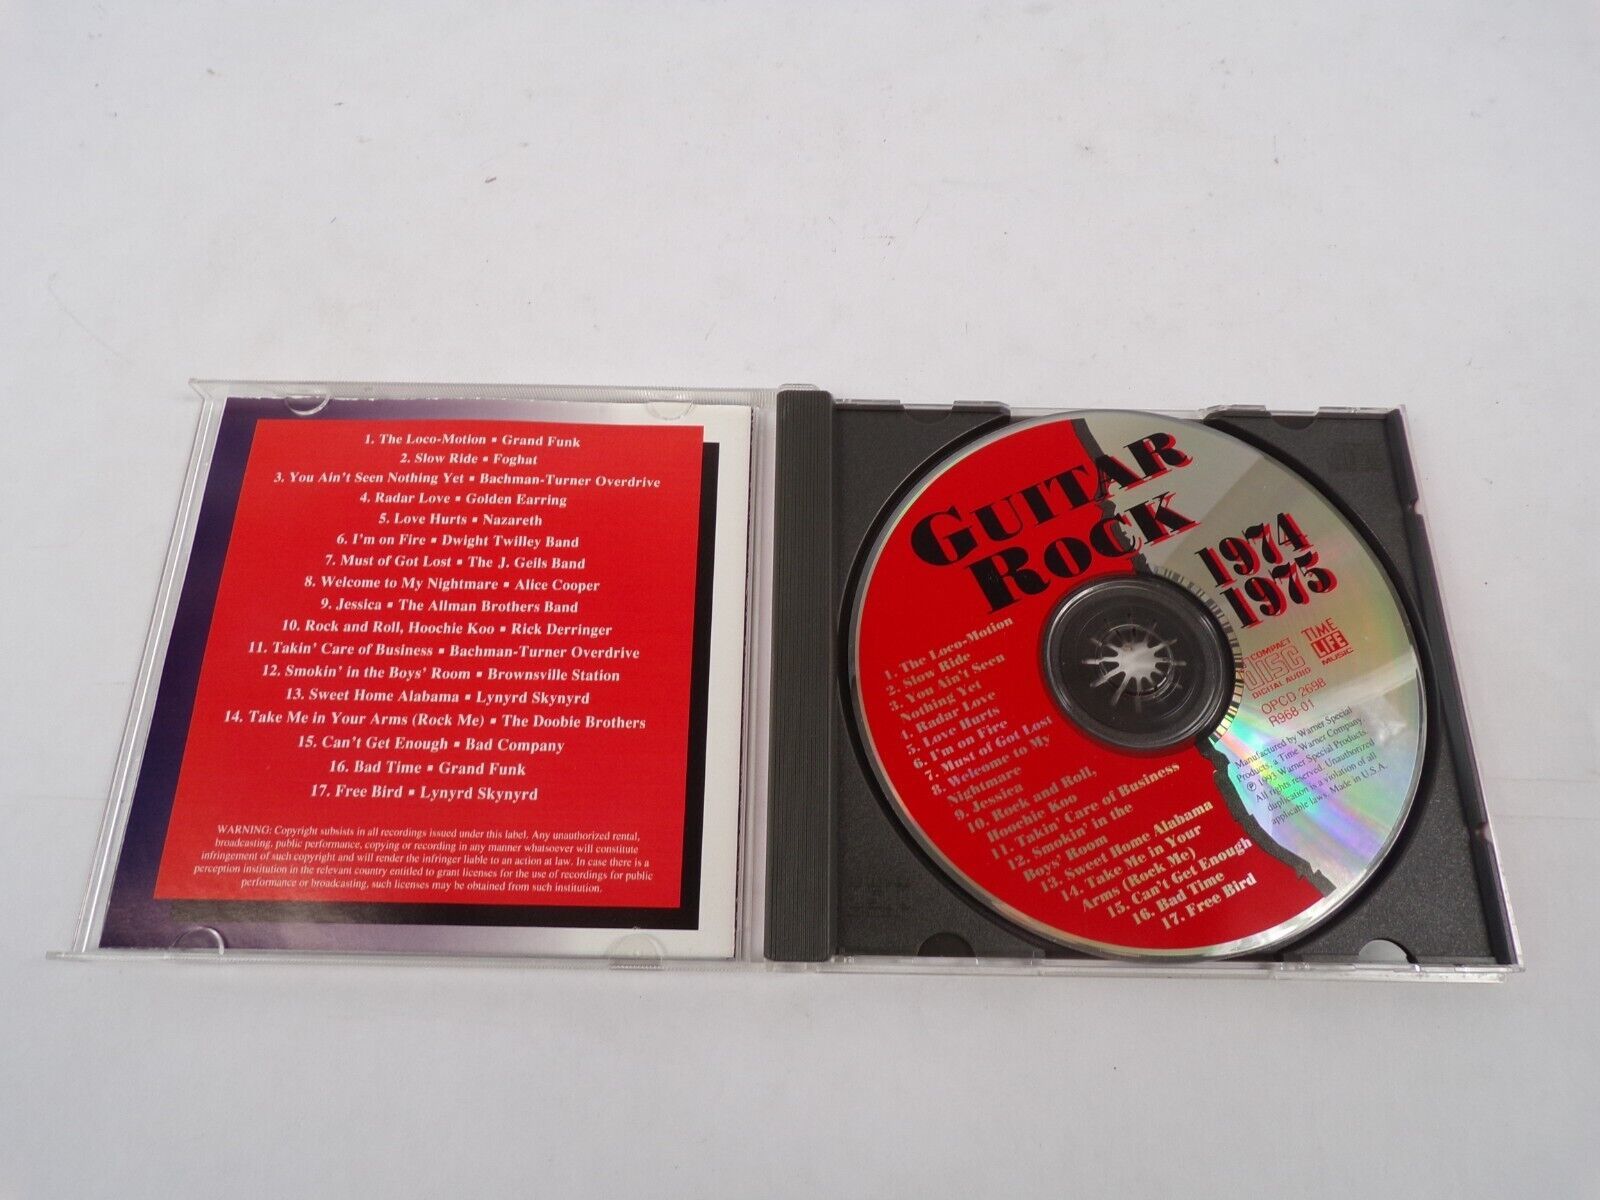 1. The Loco-Motion ▪ Grand Funk
2. Slow Ride ▪ Foghat
3. You Ain't Seen Nothing Yet ▪ Bachman-Turner Overdrive
4. Radar Love ▪ Golden Earring
5. Love Hurts ▪ Nazareth
6. I'm on Fire ▪ Dwight Twilley Band
7. Must of Got Lost ▪ The J. Geils Band
8. Welcome to My Nightmare ▪ Alice Cooper
9. Jessica ▪ The Allman Brothers Band
10. Rock and Roll, Hoochie Koo ▪ Rick Derringer
11. Takin' Care of Business ▪ Bachman-Turner Overdrive
12. Smokin' in the Boys' Room ▪ Brownsville Station
13. Sweet Home Alabama ▪ Lynyrd Skynyrd
14. Take Me in Your Arms (Rock Me) ▪ The Doobie Brothers
15. Can't Get Enough ▪ Bad Company
16. Bad Time ▪ Grand Funk
17. Free Bird ▪ Lynyrd Skynyrd
WARNING: Copyright subsists in all recordings issued under this label. Any unauthorized rental,
broadcasting, public performance, copying or recording in any manner whatsoever will constitute
infringement of such copyright and will render the infringer liable to an action at law. In case there is a
perception institution in the relevant country entitled to grant licenses for the use of recordings for public
performance or broadcasting, such licenses may be obtained from such institution.
GUITAR
ROCK
1974
1975
1. The Loco-Motion
2. Slow Ride
3. You Ain't Seen
Nothing Yet
4. Radar Love
5. Love Hurts
6. I'm on Fire
7. Must of Got Lost
8. Welcome to My
Nightmare
9. Jessica
10. Rock and Roll,
Hoochie Koo
11. Takin' Care of Business
12. Smokin' in the
Boys' Room
13. Sweet Home Alabama
14. Take Me in Your
Arms (Rock Me)
15. Can't Get Enough
16. Bad Time
17. Free Bird
COMPACT
disc
DIGITAL AUDIO
TIME
LIFE
MUSIC
OPCD-2698
R968-01
Manufactured by Warner Special
Products, a Time Warner Company.
℗ 1993 Warner Special Products.
All rights reserved. Unauthorized
duplication is a violation of all
applicable laws. Made in U.S.A.